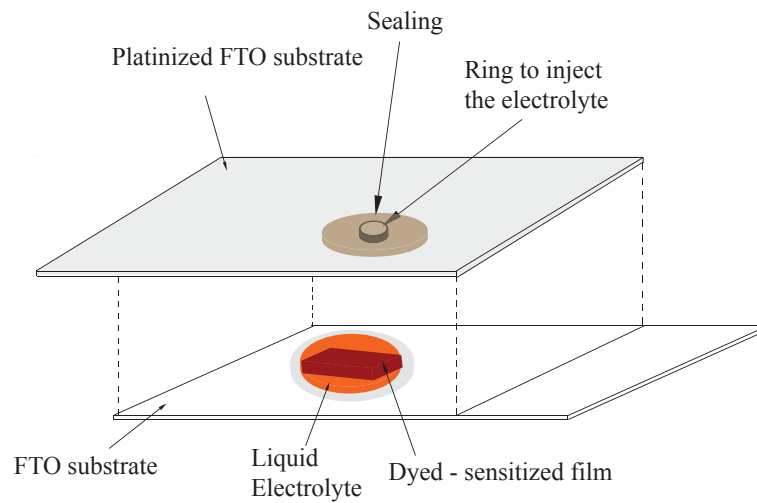 Sealing
Platinized FTO substrate
Ring to inject
the electrolyte
FTO substrate
Liquid
Electrolyte
Dyed - sensitized film